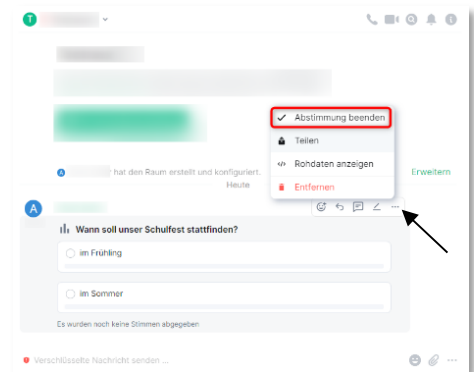 T
Abstimmung beenden
Teilen
Rohdaten anzeigen
Entfernen
A
hat den Raum erstellt und konfiguriert.
Erweitern
Heute
A
Wann soll unser Schulfest stattfinden?
im Frühling
im Sommer
Es wurden noch keine Stimmen abgegeben
Verschlüsselte Nachricht senden ...